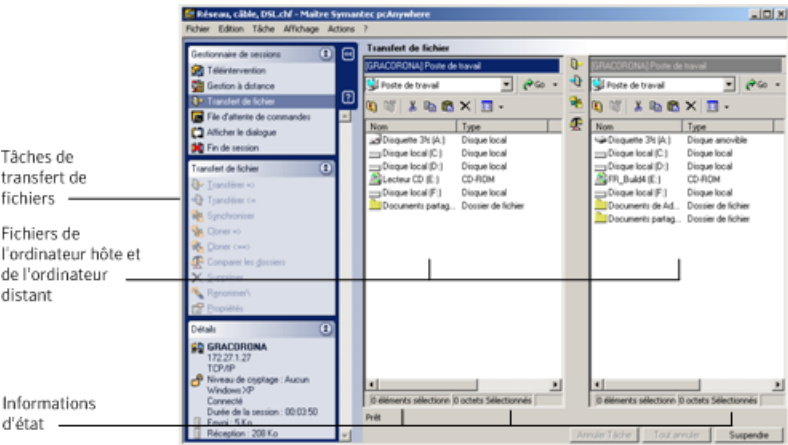 Réseau, câble, DSL.chf - Maître Symantec pcAnywhere
Fichier Edition Tâche Affichage Actions ?
Gestionnaire de sessions
Téléintervention
Gestion à distance
Transfert de fichier
File d'attente de commandes
Afficher le dialogue
Fin de session
Transfert de fichier
Transférer =>
Transférer <=
Synchroniser
Cloner =>
Cloner <=>
Comparer les dossiers
Supprimer
Renommer\
Propriétés
Détails
GRACORONA
172.27.1.27
TCP/IP
Niveau de cryptage : Aucun
Windows XP
Connecté
Durée de la session : 00:03:50
Envoi : 5 Ko
Réception : 208 Ko
Transfert de fichier
[GRACORONA] Poste de travail
Poste de travail
Go
Nom Type
Disquette 3½ (A:) Disque local
Disque local (C:) Disque local
Disque local (D:) Disque local
Lecteur CD (E:) CD-ROM
Disque local (F:) Disque local
Documents partag... Dossier de fichier
0 éléments sélectionn 0 octets Sélectionnés
[GRACORONA] Poste de travail
Poste de travail
Go
Nom Type
Disquette 3½ (A:) Disque amovible
Disque local (C:) Disque local
Disque local (D:) Disque local
FR_Build4 (E:) CD-ROM
Disque local (F:) Disque local
Documents de Ad... Dossier de fichier
Documents partag... Dossier de fichier
0 éléments sélectionn 0 octets Sélectionnés
Prêt
Annuler Tâche Tout annuler Suspendre
Tâches de
transfert de
fichiers
Fichiers de
l'ordinateur hôte et
de l'ordinateur
distant
Informations
d'état